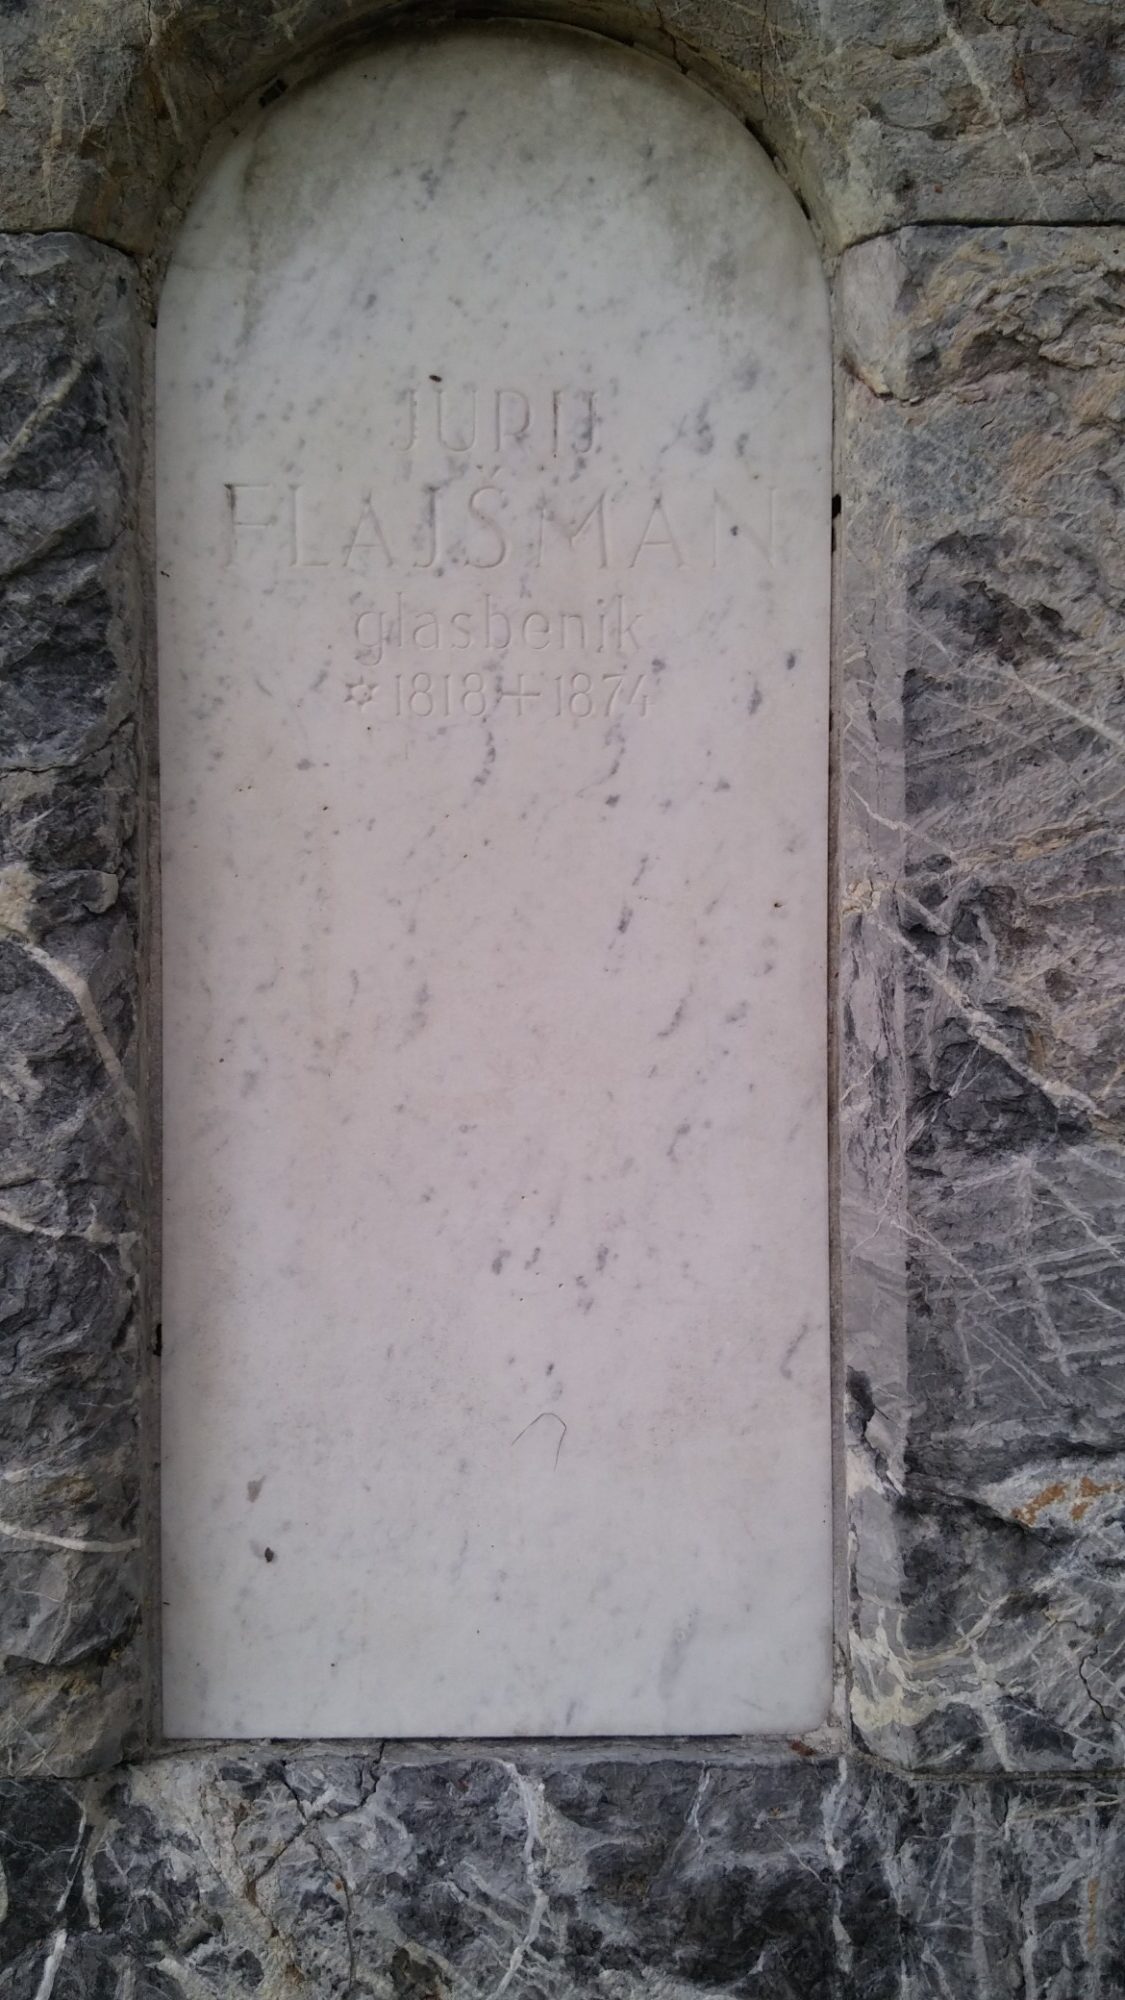 JURIJ
FLAJŠMAN
glasbenik
✡ 1818 + 1874